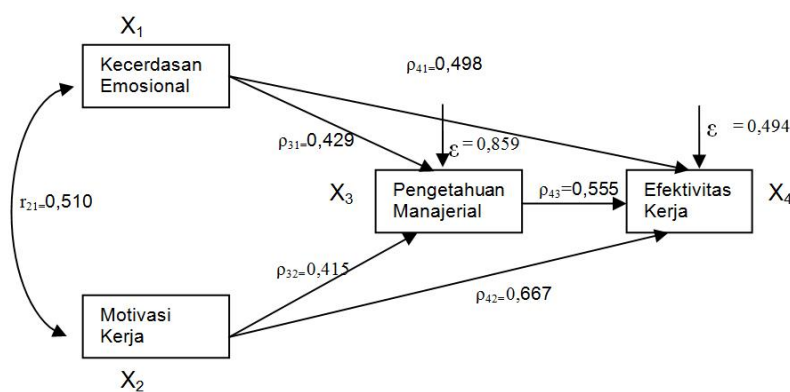 X₁
Kecerdasan
Emosional
ρ₄₁₌0,498
ε = 0,494
ρ₃₁₌0,429
ε = 0,859
r₂₁₌0,510
X₃
Pengetahuan
Manajerial
ρ₄₃₌0,555
Efektivitas
Kerja
X₄
ρ₃₂₌0,415
ρ₄₂₌0,667
Motivasi
Kerja
X₂